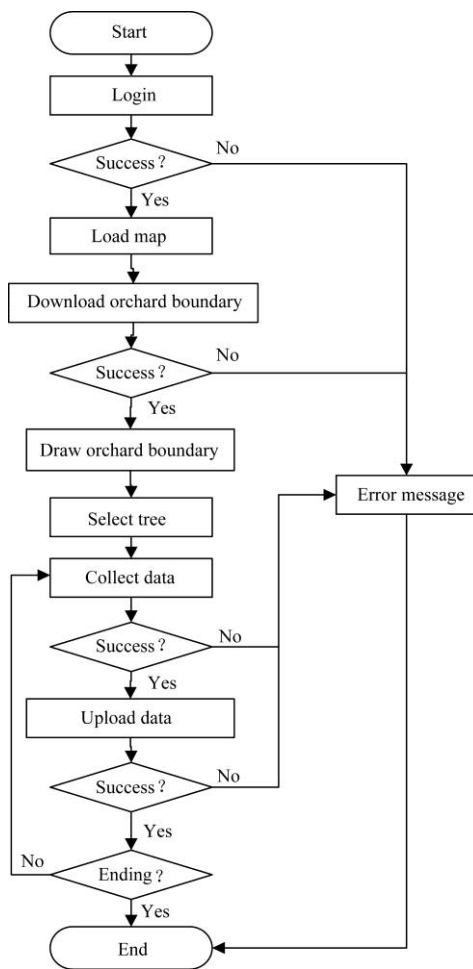 Start
Login
Success?
No
Yes
Load map
Download orchard boundary
Success?
No
Yes
Draw orchard boundary
Select tree
Error message
Collect data
Success?
No
Yes
Upload data
Success?
No
Yes
No
Ending?
Yes
End